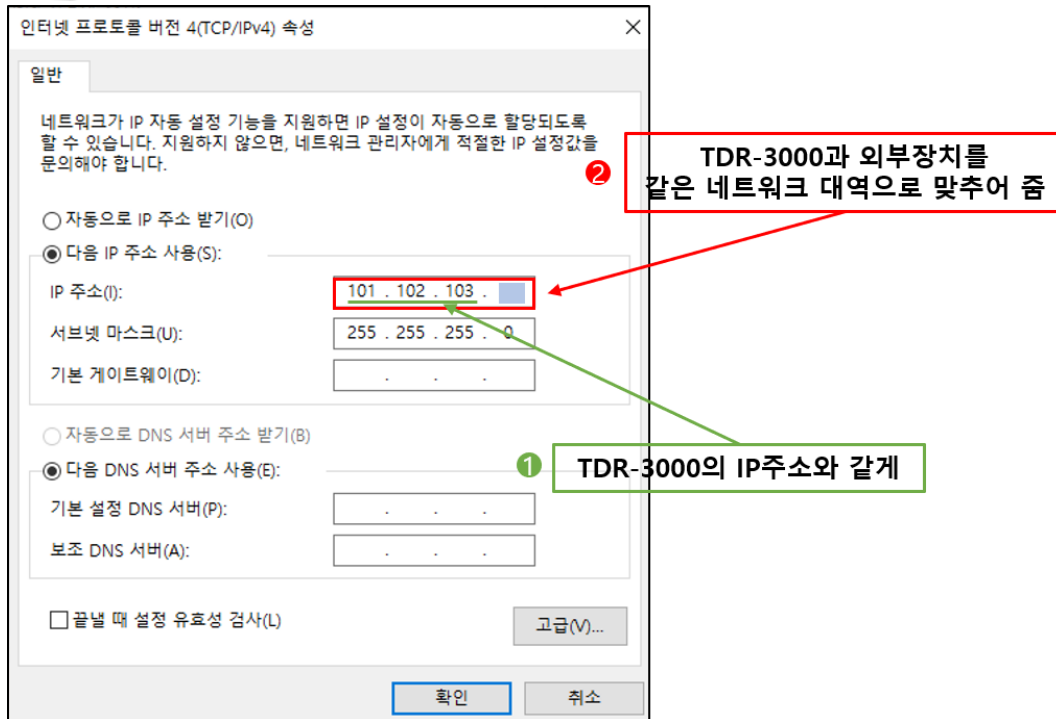 인터넷 프로토콜 버전 4(TCP/IPv4) 속성
일반
네트워크가 IP 자동 설정 기능을 지원하면 IP 설정이 자동으로 할당되도록
할 수 있습니다. 지원하지 않으면, 네트워크 관리자에게 적절한 IP 설정값을
문의해야 합니다.
❷
TDR-3000과 외부장치를
같은 네트워크 대역으로 맞추어 줌
자동으로 IP 주소 받기(O)
다음 IP 주소 사용(S):
IP 주소(I):
101 . 102 . 103 .
서브넷 마스크(U):
255 . 255 . 255 . 0
기본 게이트웨이(D):
. . .
자동으로 DNS 서버 주소 받기(B)
다음 DNS 서버 주소 사용(E):
❶
TDR-3000의 IP주소와 같게
기본 설정 DNS 서버(P):
. . .
보조 DNS 서버(A):
. . .
끝낼 때 설정 유효성 검사(L)
고급(V)...
확인
취소